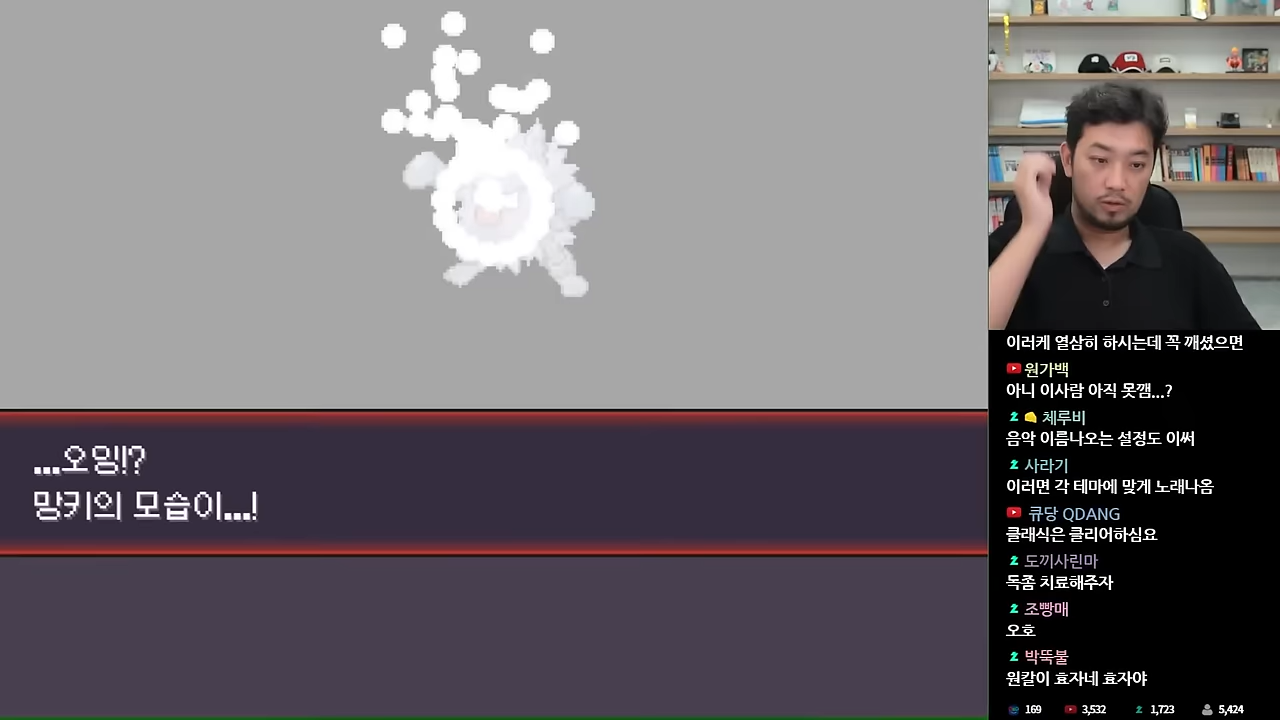 ...오잉!?
망키의 모습이...!
이러케 열삼히 하시는데 꼭 깨셨으면
원가백
아니 이사람 아직 못깸...?
체루비
음악 이름나오는 설정도 이써
사라기
이러면 각 테마에 맞게 노래나옴
큐당 QDANG
클래식은 클리어하심요
도끼사린마
독좀 치료해주자
조빵매
오호
박뚝불
원칼이 효자네 효자야
169 3,532 1,723 5,424